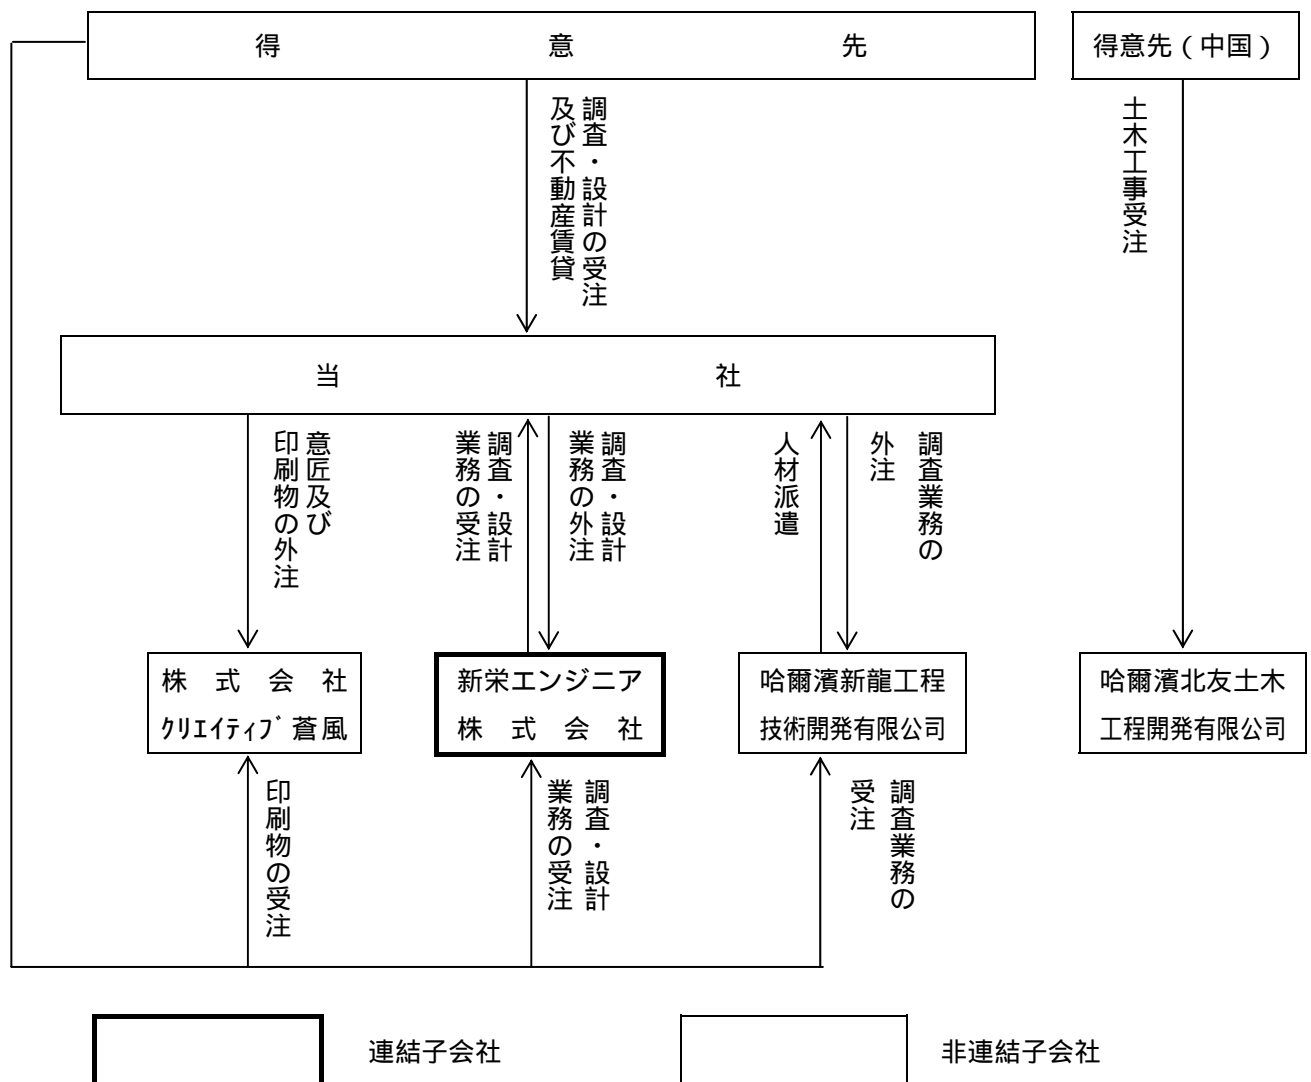 得意先
得意先（中国）
調査・設計の受注
及び不動産賃貸
土木工事受注
当社
意匠及び
印刷物の外注
調査・設計
業務の受注
調査・設計
業務の外注
人材派遣
調査業務の
外注
株式会社
ｸﾘｴｲﾃｨﾌﾞ蒼風
新栄エンジニア
株式会社
哈爾濱新龍工程
技術開発有限公司
哈爾濱北友土木
工程開発有限公司
印刷物の受注
調査・設計
業務の受注
調査業務の
受注
連結子会社
非連結子会社